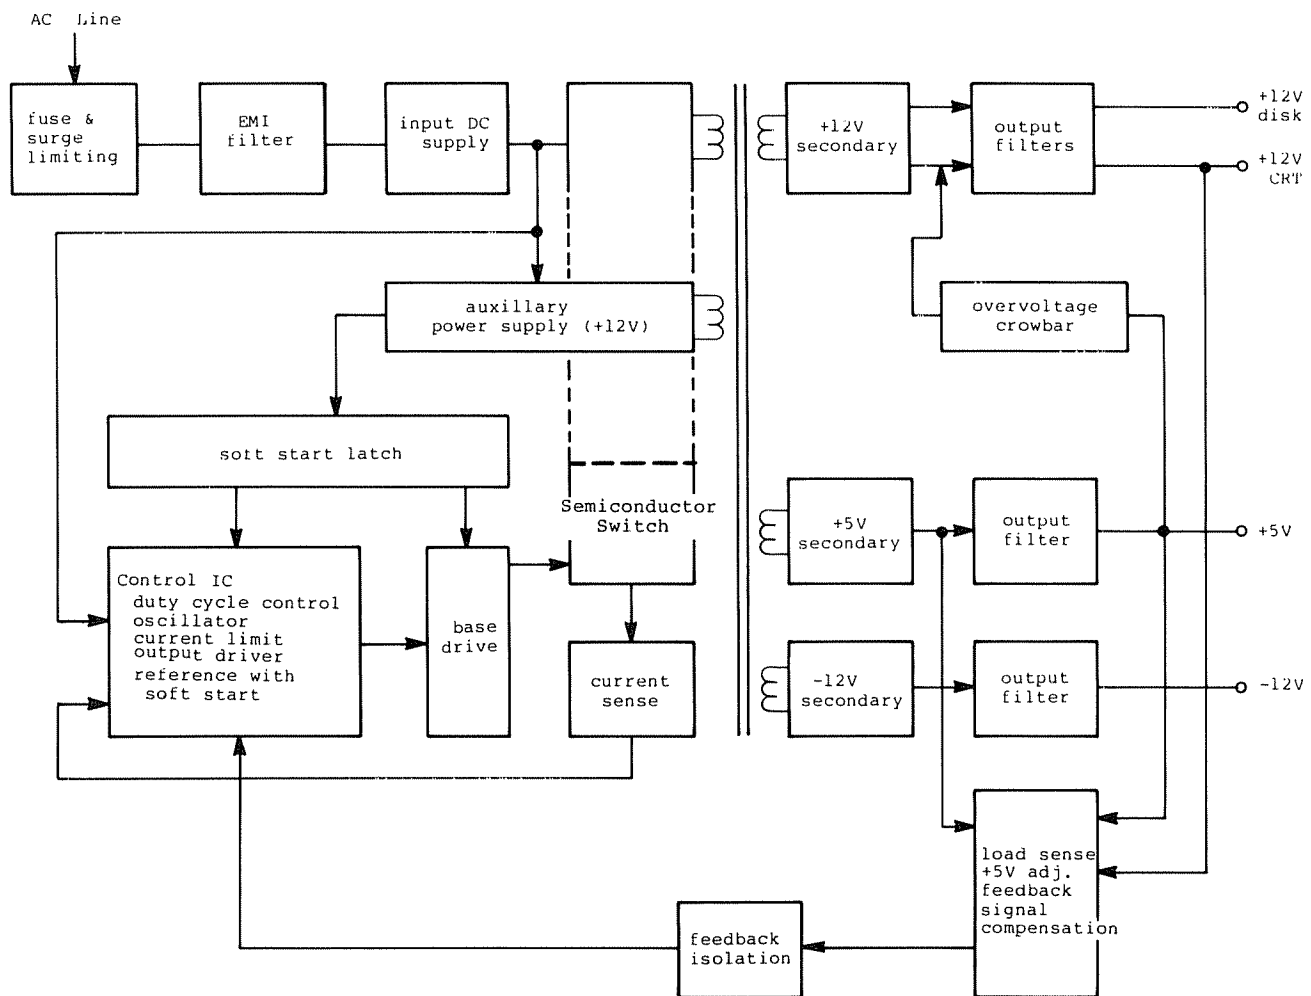 AC Line
fuse &
surge
limiting
EMI
filter
input DC
supply
+12V
secondary
output
filters
+12V
disk
+12V
CRT
auxillary
power supply (+12V)
overvoltage
crowbar
soft start latch
Semiconductor
Switch
+5V
secondary
output
filter
+5V
Control IC
duty cycle control
oscillator
current limit
output driver
reference with
soft start
base
drive
current
sense
-12V
secondary
output
filter
-12V
load sense
+5V adj.
feedback
signal
compensation
feedback
isolation